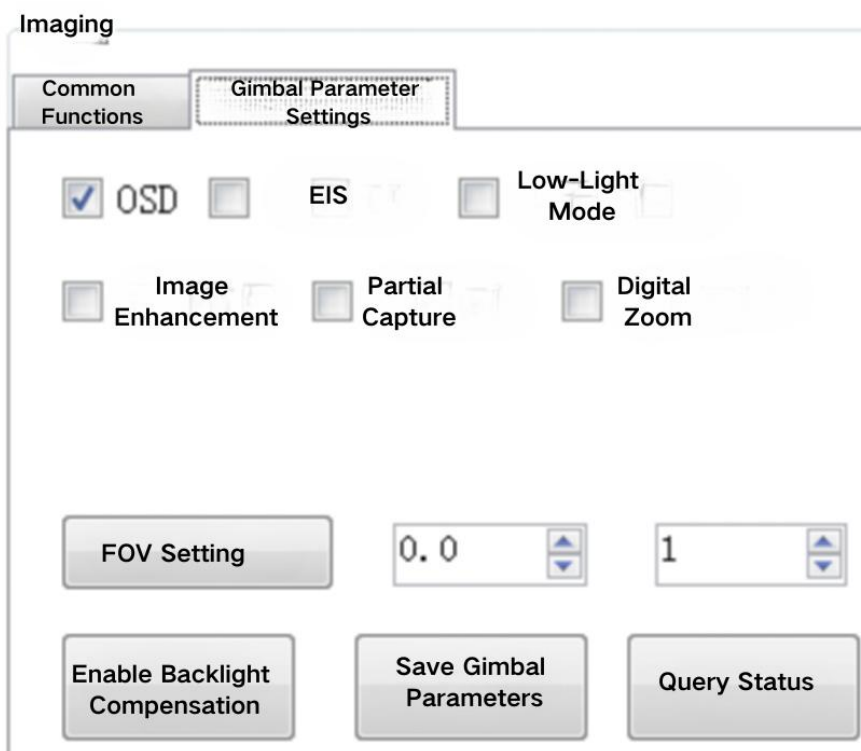 Imaging
Common
Functions
Gimbal Parameter
Settings
OSD
EIS
Low-Light
Mode
Image
Enhancement
Partial
Capture
Digital
Zoom
FOV Setting
0.0
1
Enable Backlight
Compensation
Save Gimbal
Parameters
Query Status